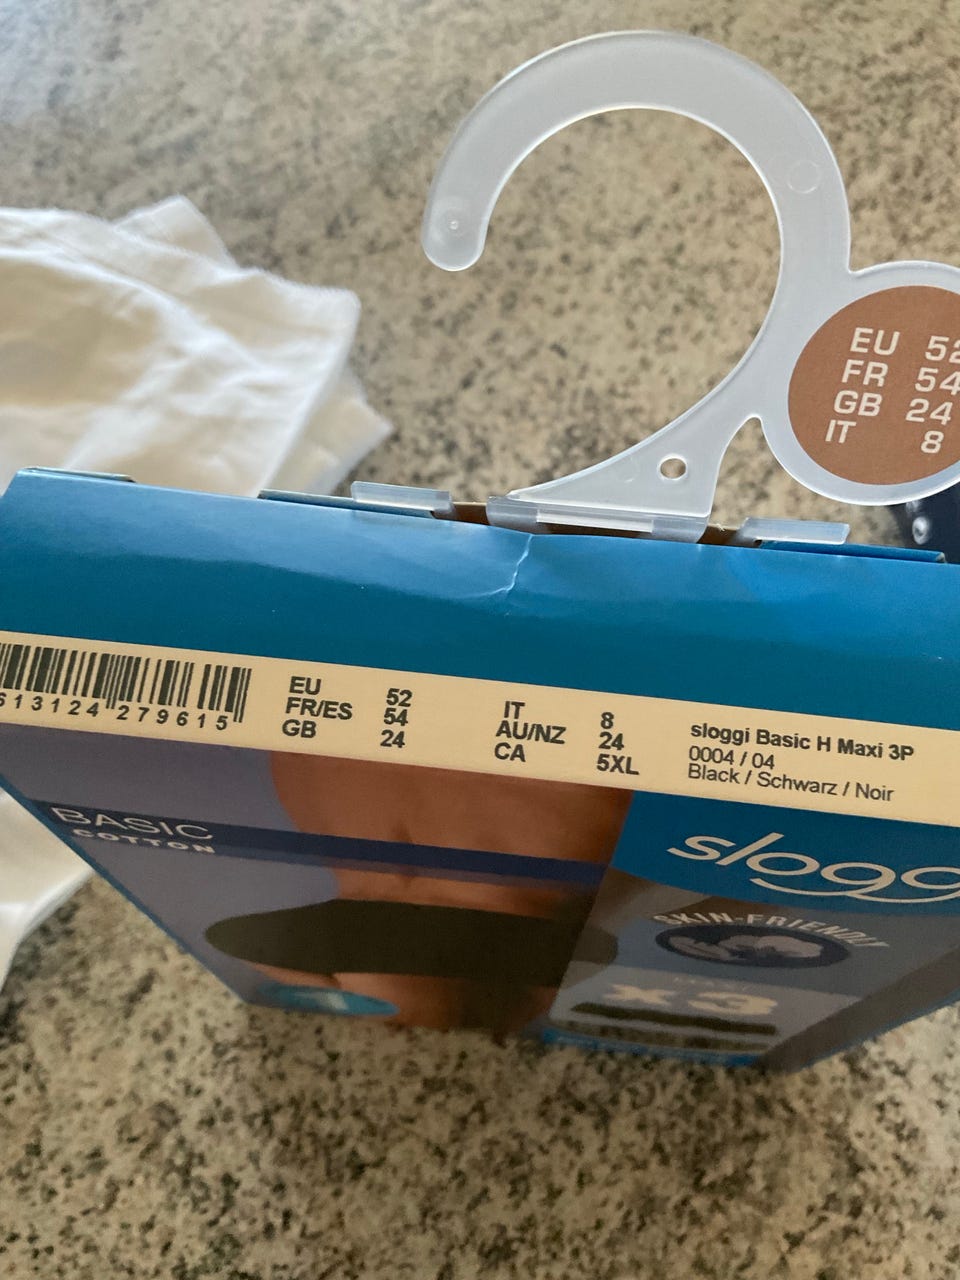 EU 52
FR 54
GB 24
IT 8
613124 279615
EU 52
FR/ES 54
GB 24
IT 8
AU/NZ 24
CA 5XL
sloggi Basic H Maxi 3P
0004 / 04
Black / Schwarz / Noir
BASIC
COTTON
slogg
SKIN-FRIENDLY
x3